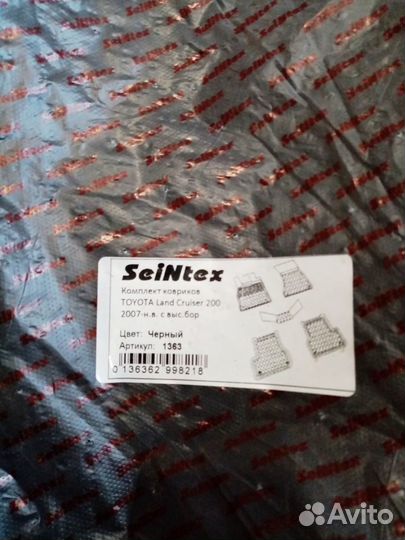 SeiNtex
Комплект ковриков
TOYOTA Land Cruiser 200
2007-н.в. с выс.бор
Цвет: Черный
Артикул: 1363
0 136362 998218
Avito